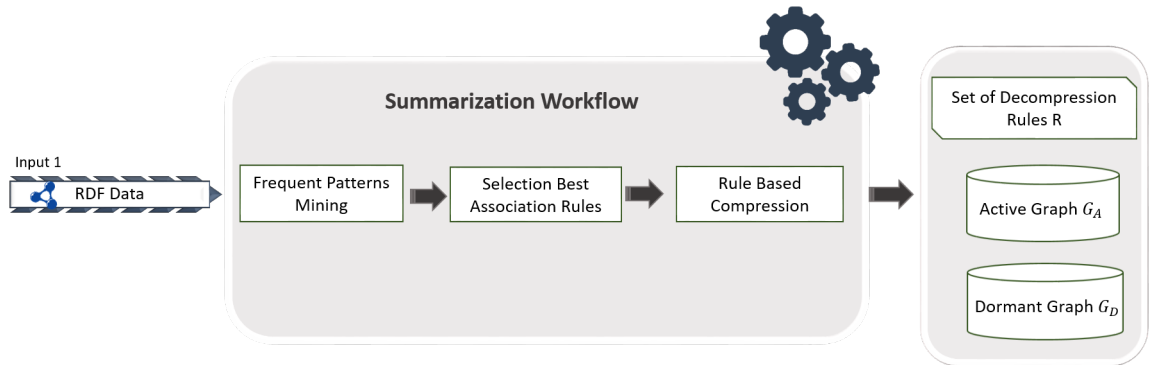 Summarization Workflow
Input 1
RDF Data
Frequent Patterns
Mining
Selection Best
Association Rules
Rule Based
Compression
Set of Decompression
Rules R
Active Graph G_A
Dormant Graph G_D